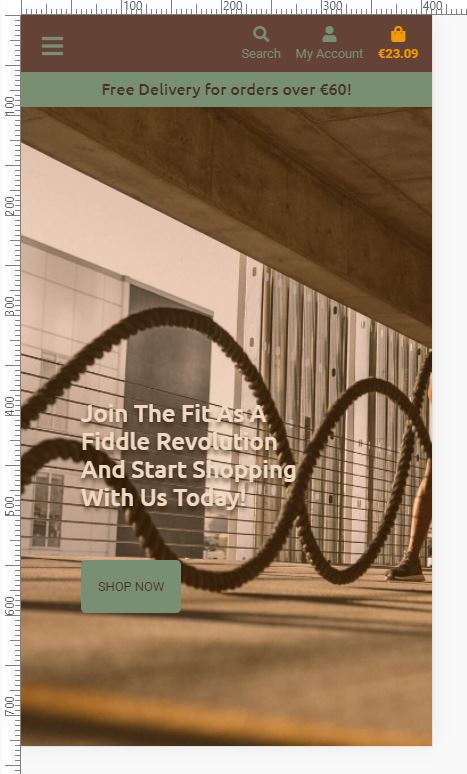 100 200 300 400
Search My Account €23.09
Free Delivery for orders over €60!
100
200
300
400
Join The Fit As A
Fiddle Revolution
And Start Shopping
With Us Today!
500
SHOP NOW
600
700